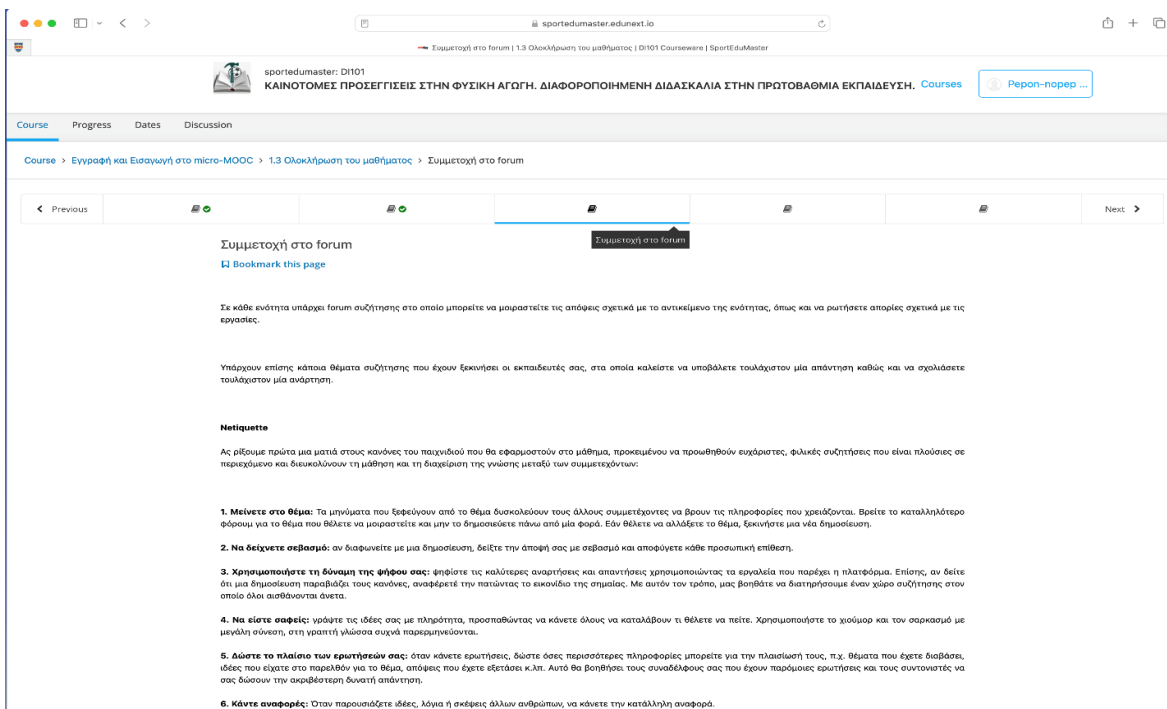 sportedumaster.edunext.io
Συμμετοχή στο forum | 1.3 Ολοκλήρωση του μαθήματος | DI101 Courseware | SportEduMaster
sportedumaster: DI101
ΚΑΙΝΟΤΟΜΕΣ ΠΡΟΣΕΓΓΙΣΕΙΣ ΣΤΗΝ ΦΥΣΙΚΗ ΑΓΩΓΗ. ΔΙΑΦΟΡΟΠΟΙΗΜΕΝΗ ΔΙΔΑΣΚΑΛΙΑ ΣΤΗΝ ΠΡΩΤΟΒΑΘΜΙΑ ΕΚΠΑΙΔΕΥΣΗ. Courses Pepon-nopep ...
Course Progress Dates Discussion
Course > Εγγραφή και Εισαγωγή στο micro-MOOC > 1.3 Ολοκλήρωση του μαθήματος > Συμμετοχή στο forum
Previous Next
Συμμετοχή στο forum
Συμμετοχή στο forum
Bookmark this page
Σε κάθε ενότητα υπάρχει forum συζήτησης στο οποίο μπορείτε να μοιραστείτε τις απόψεις σχετικά με το αντικείμενο της ενότητας, όπως και να ρωτήσετε απορίες σχετικά με τις
εργασίες.
Υπάρχουν επίσης κάποια θέματα συζήτησης που έχουν ξεκινήσει οι εκπαιδευτές σας, στα οποία καλείστε να υποβάλετε τουλάχιστον μία απάντηση καθώς και να σχολιάσετε
τουλάχιστον μία ανάρτηση.
Netiquette
Ας ρίξουμε πρώτα μια ματιά στους κανόνες του παιχνιδιού που θα εφαρμοστούν στο μάθημα, προκειμένου να προωθηθούν ευχάριστες, φιλικές συζητήσεις που είναι πλούσιες σε
περιεχόμενο και διευκολύνουν τη μάθηση και τη διαχείριση της γνώσης μεταξύ των συμμετεχόντων:
1. Μείνετε στο θέμα: Τα μηνύματα που ξεφεύγουν από το θέμα δυσκολεύουν τους άλλους συμμετέχοντες να βρουν τις πληροφορίες που χρειάζονται. Βρείτε το καταλληλότερο
φόρουμ για το θέμα που θέλετε να μοιραστείτε και μην το δημοσιεύετε πάνω από μία φορά. Εάν θέλετε να αλλάξετε το θέμα, ξεκινήστε μια νέα δημοσίευση.
2. Να δείχνετε σεβασμό: αν διαφωνείτε με μια δημοσίευση, δείξτε την άποψή σας με σεβασμό και αποφύγετε κάθε προσωπική επίθεση.
3. Χρησιμοποιήστε τη δύναμη της ψήφου σας: ψηφίστε τις καλύτερες αναρτήσεις και απαντήσεις χρησιμοποιώντας τα εργαλεία που παρέχει η πλατφόρμα. Επίσης, αν δείτε
ότι μια δημοσίευση παραβιάζει τους κανόνες, αναφέρετέ την πατώντας το εικονίδιο της σημαίας. Με αυτόν τον τρόπο, μας βοηθάτε να διατηρήσουμε έναν χώρο συζήτησης στον
οποίο όλοι αισθάνονται άνετα.
4. Να είστε σαφείς: γράψτε τις ιδέες σας με πληρότητα, προσπαθώντας να κάνετε όλους να καταλάβουν τι θέλετε να πείτε. Χρησιμοποιήστε το χιούμορ και τον σαρκασμό με
μεγάλη σύνεση, στη γραπτή γλώσσα συχνά παρερμηνεύονται.
5. Δώστε το πλαίσιο των ερωτήσεών σας: όταν κάνετε ερωτήσεις, δώστε όσες περισσότερες πληροφορίες μπορείτε για την πλαισίωσή τους, π.χ. θέματα που έχετε διαβάσει,
ιδέες που είχατε στο παρελθόν για το θέμα, απόψεις που έχετε εξετάσει κ.λπ. Αυτό θα βοηθήσει τους συναδέλφους σας που έχουν παρόμοιες ερωτήσεις και τους συντονιστές να
σας δώσουν την ακριβέστερη δυνατή απάντηση.
6. Κάντε αναφορές: Όταν παρουσιάζετε ιδέες, λόγια ή σκέψεις άλλων ανθρώπων, να κάνετε την κατάλληλη αναφορά.